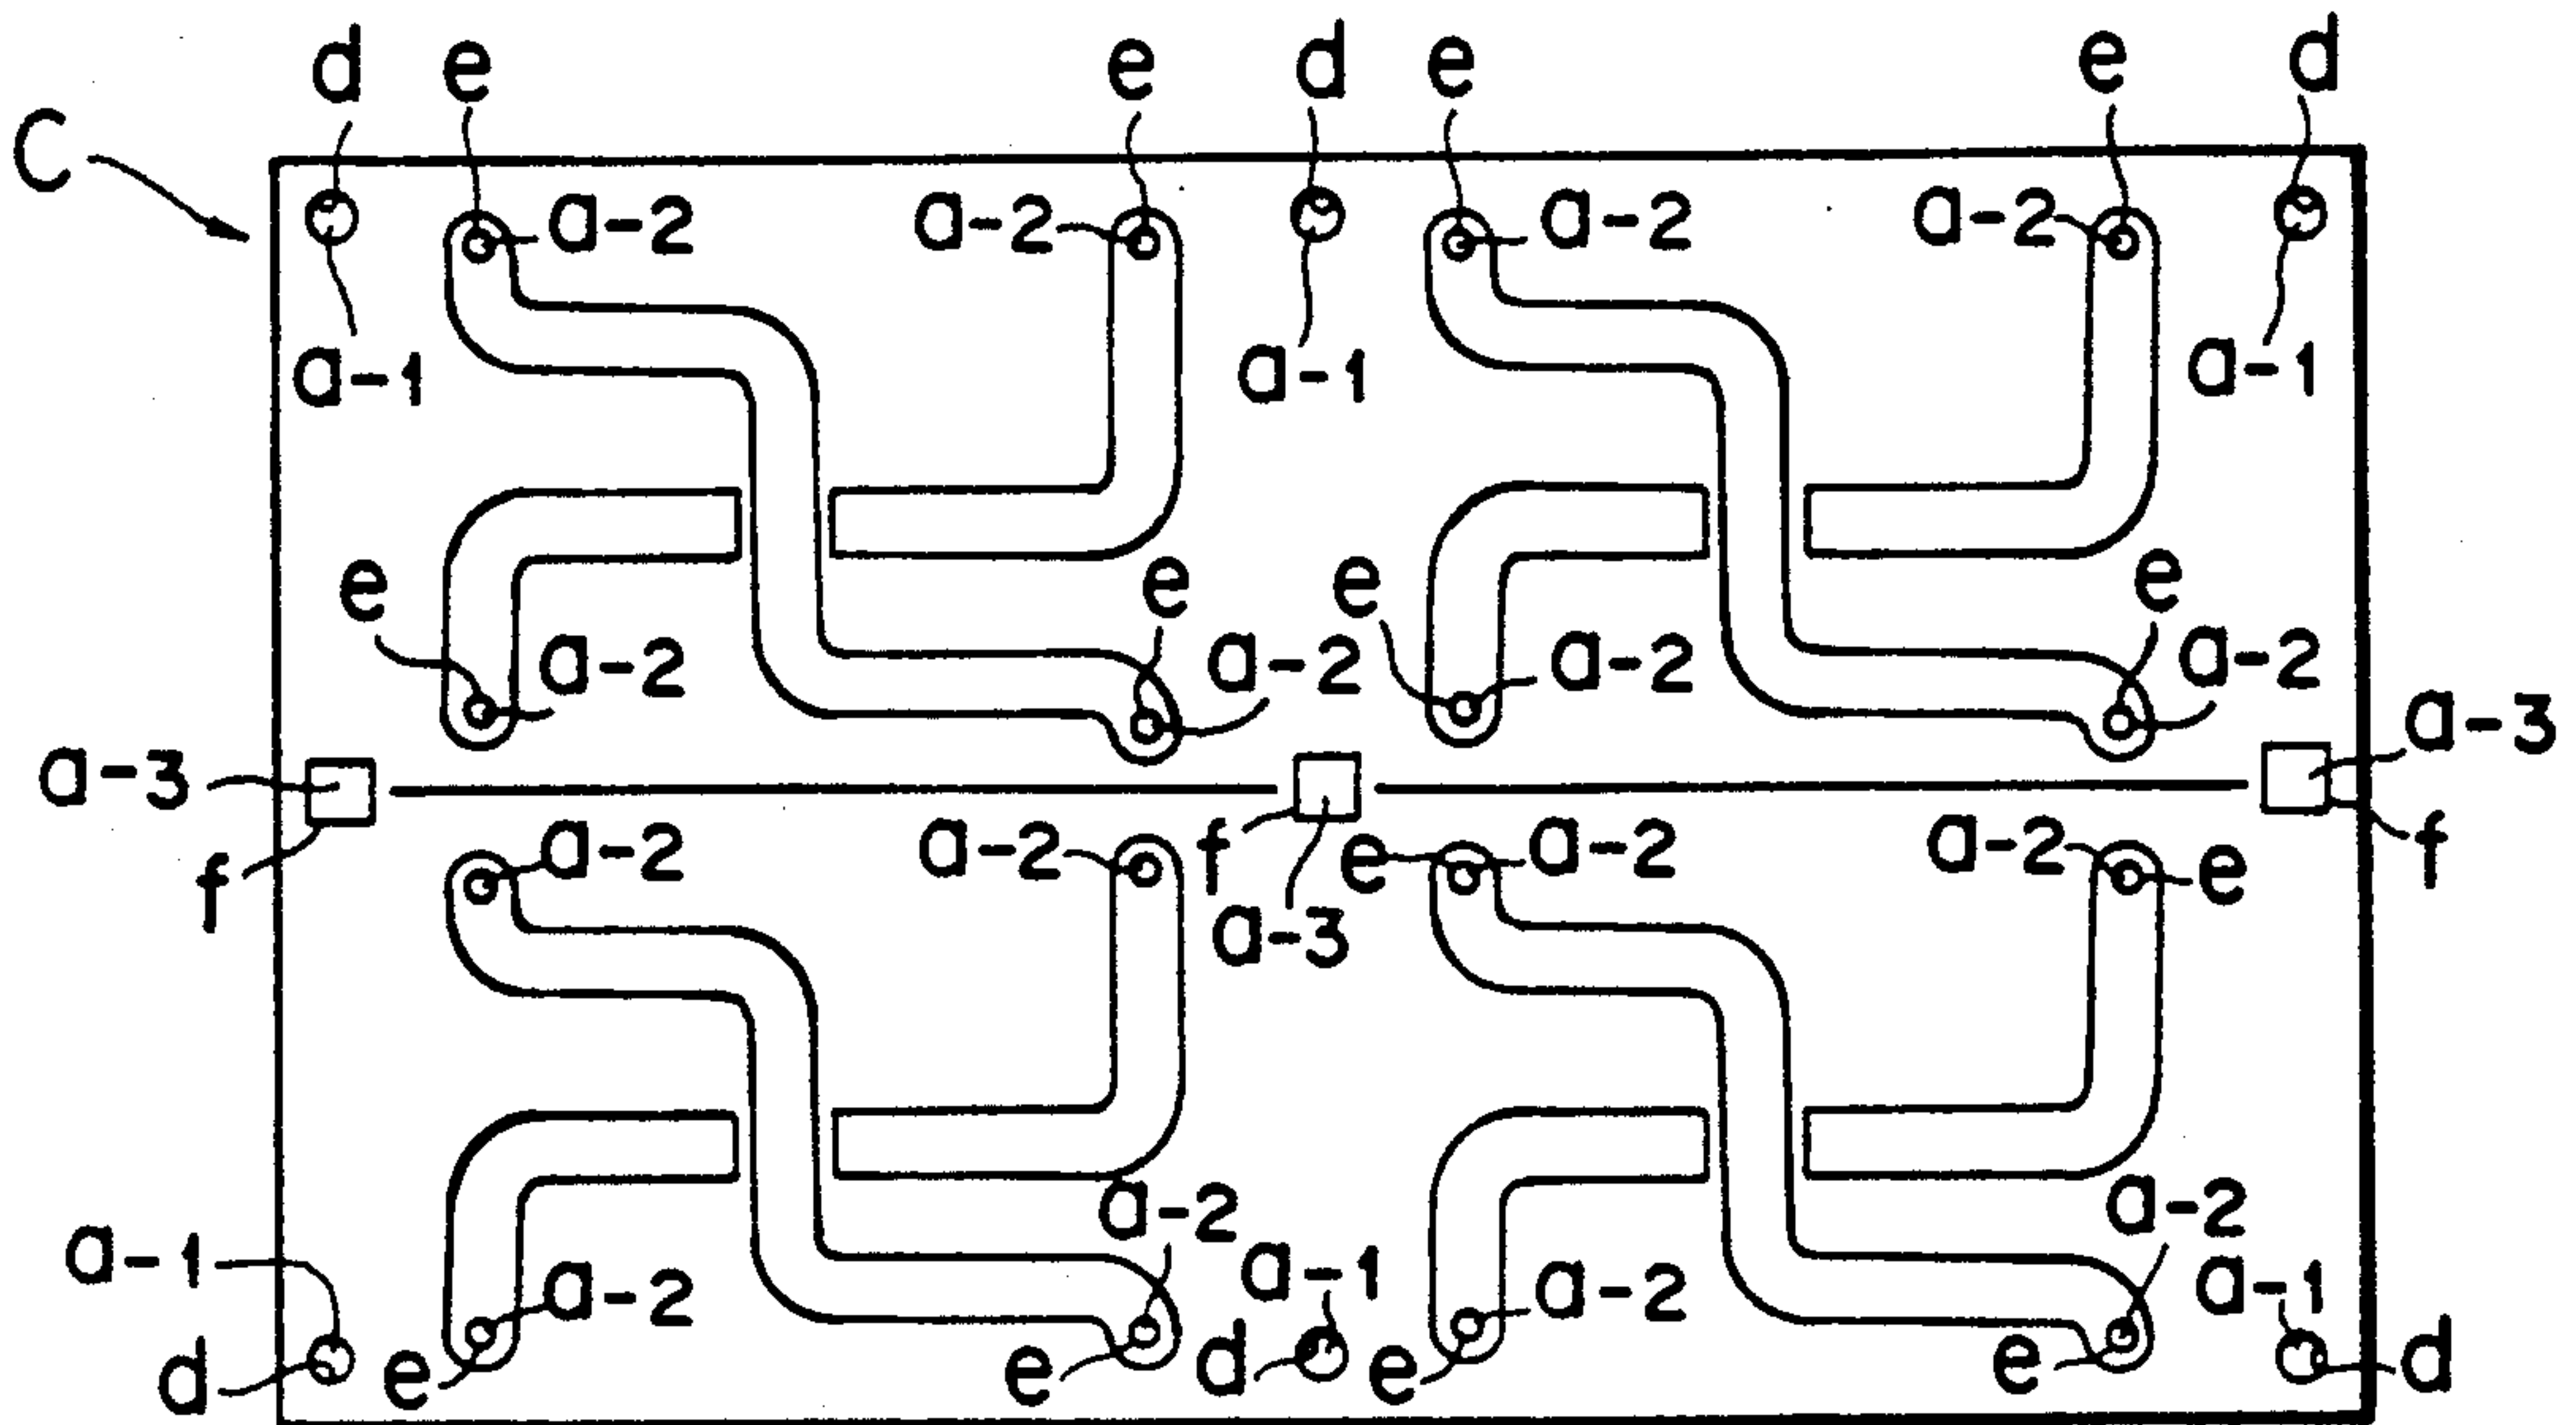 d e e d e e d
C
a-2 a-2 a-2 a-2
a-1 a-1 a-1
e e e e
a-2 a-2 a-2 a-2
a-3 a-3
f a-2 a-2 f e a-2 a-2 e f
a-3
a-2 a-2
a-1 a-2 a-1 a-2 a-1
d e e d e e d